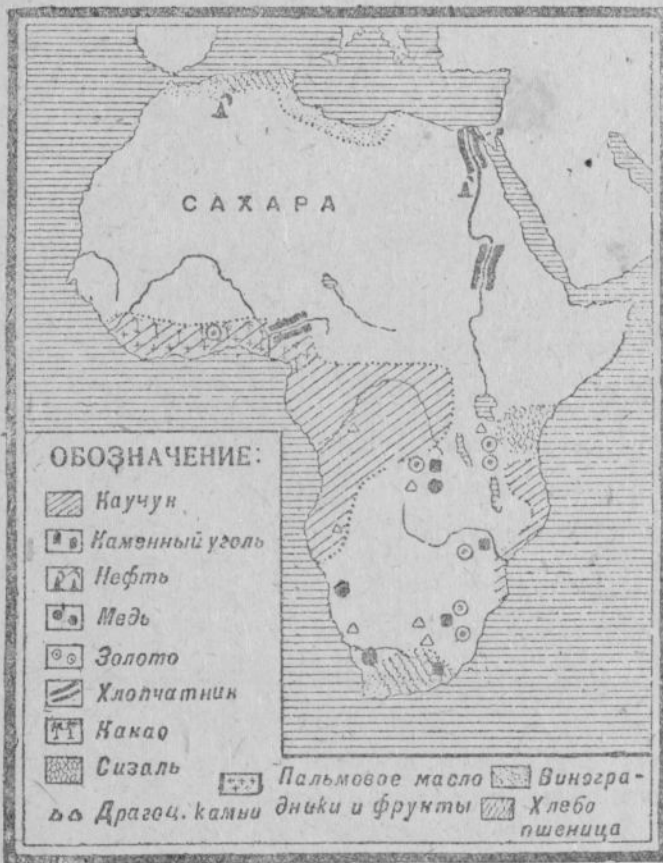 САХАРА
ОБОЗНАЧЕНИЕ:
Каучук
Каменный уголь
Нефть
Медь
Золото
Хлопчатник
Какао
Сизаль
Пальмовое масло Виногра-
Драгоц. камни дники и фрукты Хлебо
пшеница